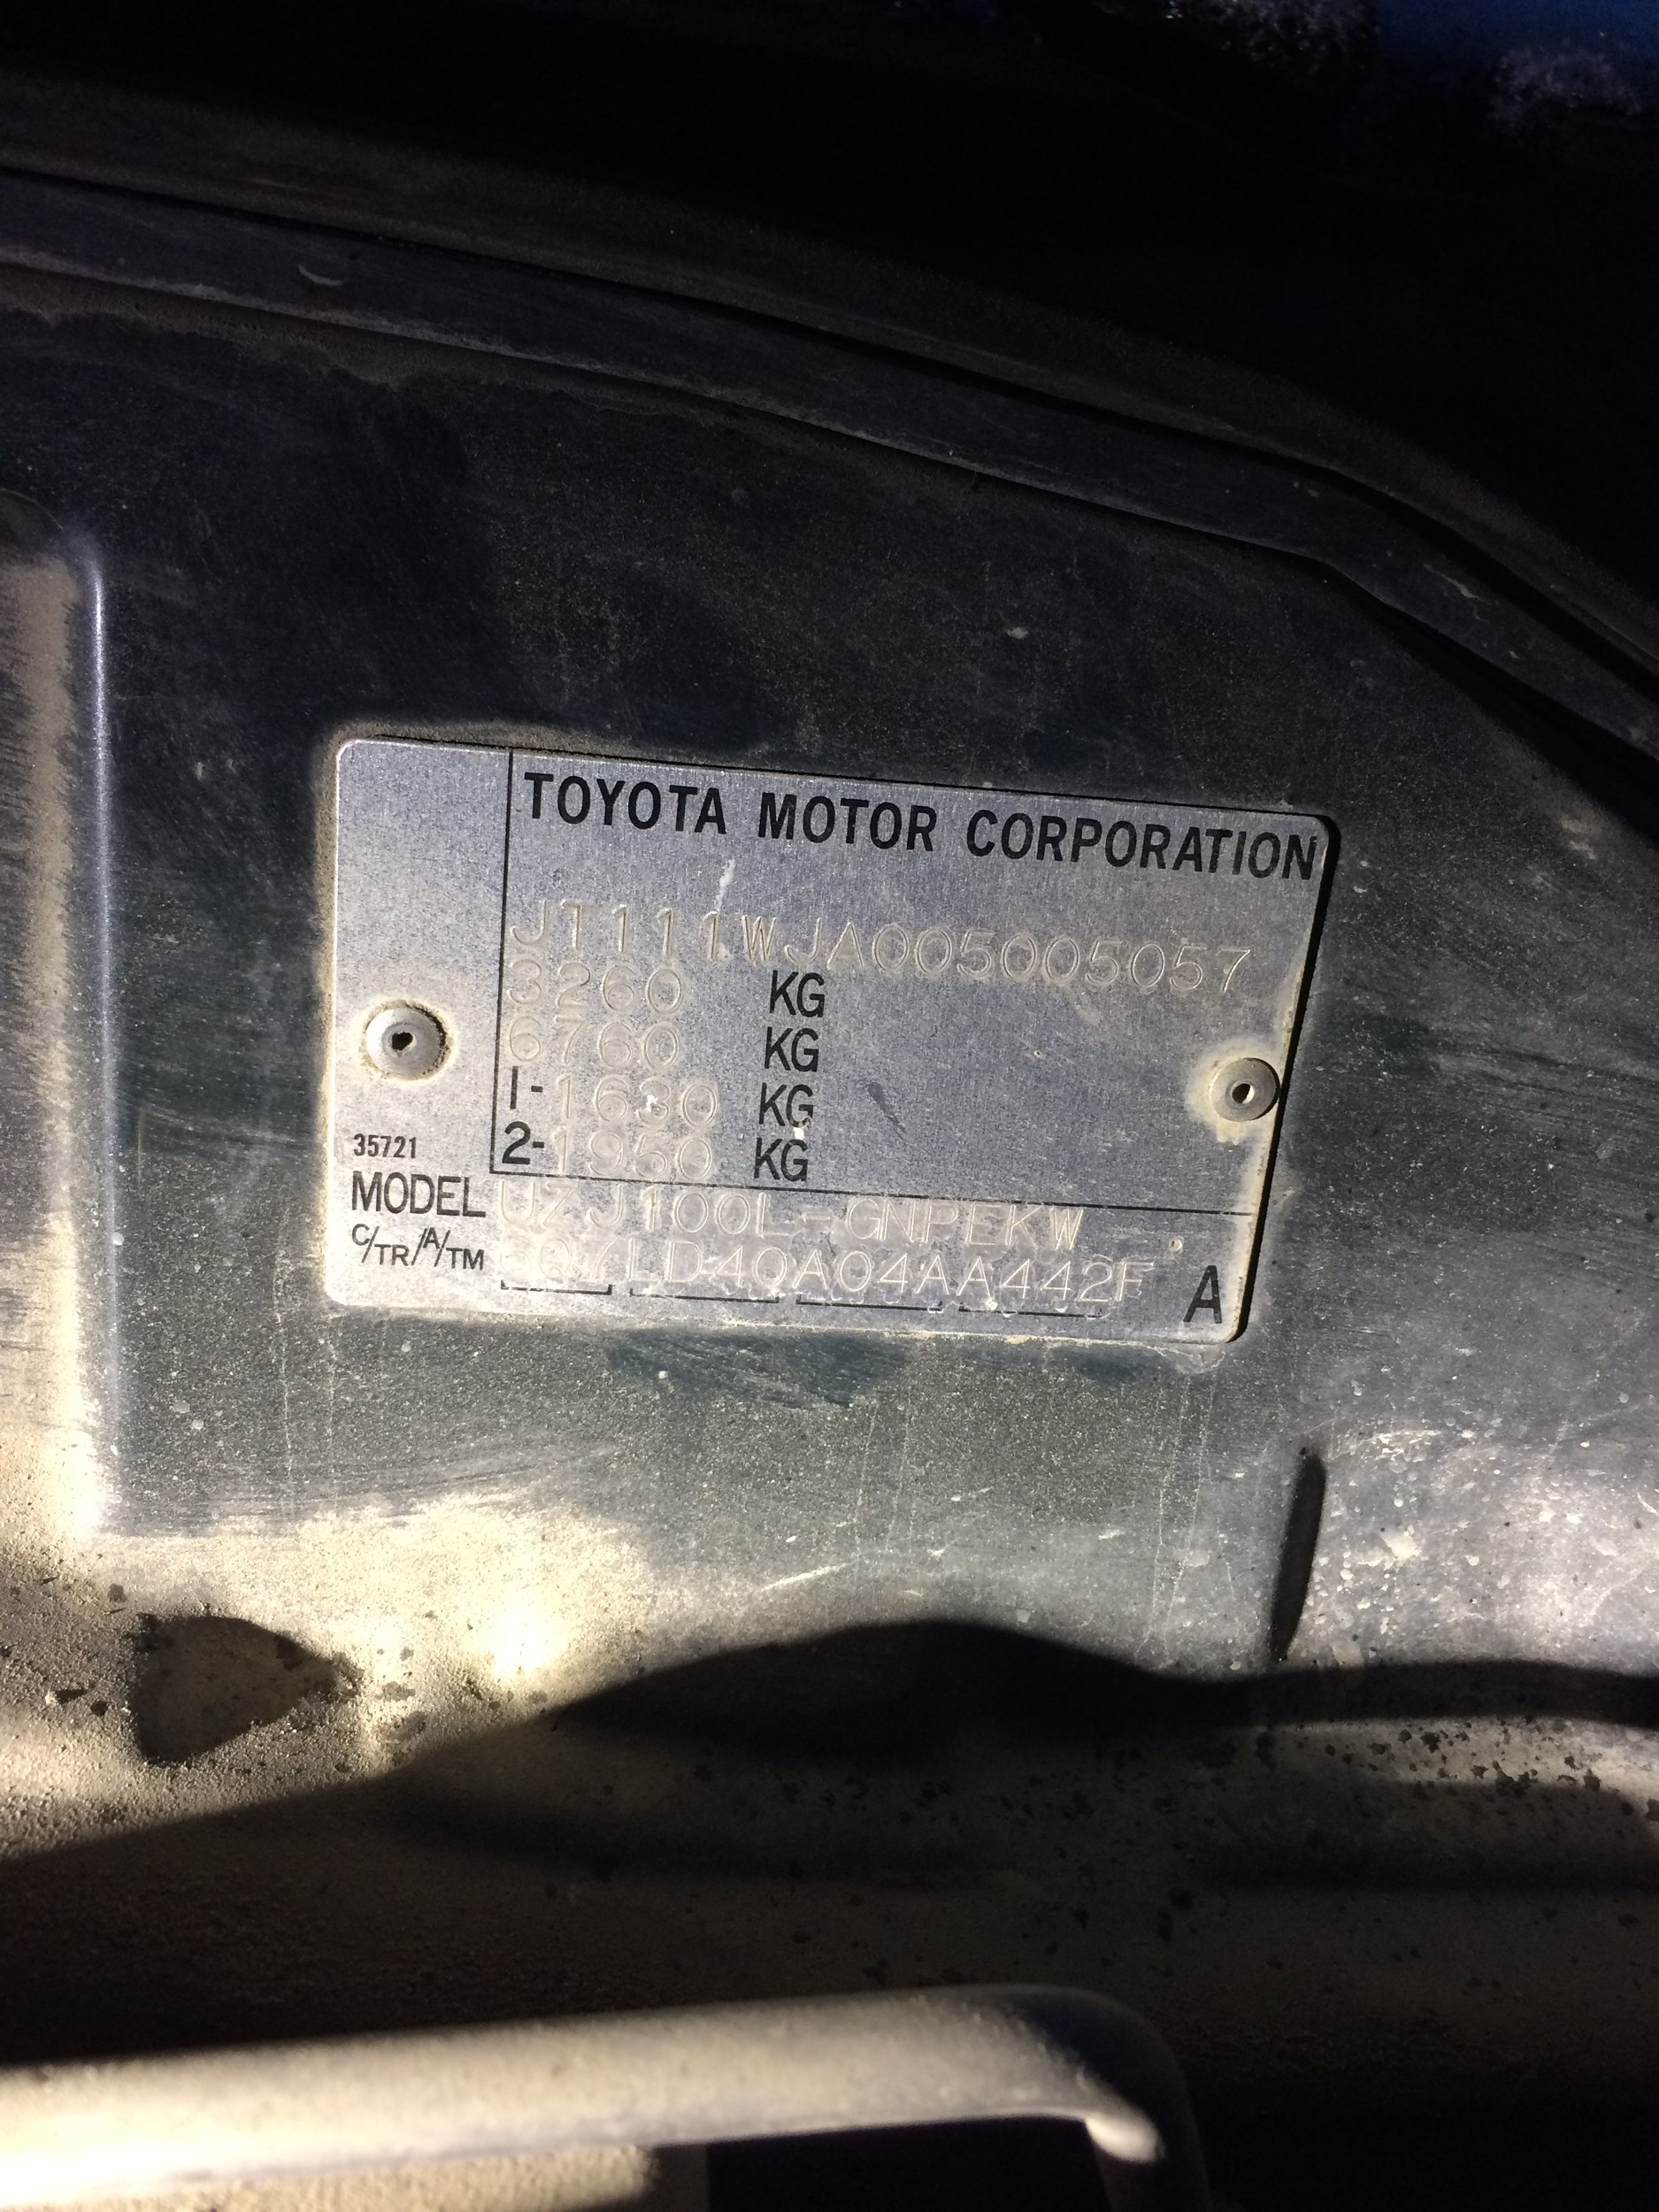 TOYOTA MOTOR CORPORATION
JT111WJA005005057
3260 KG
6760 KG
1-1630 KG
2-1950 KG
35721
MODEL UZJ100L-GNPEKW
C/TR/A/TM LD40A04AA442F A